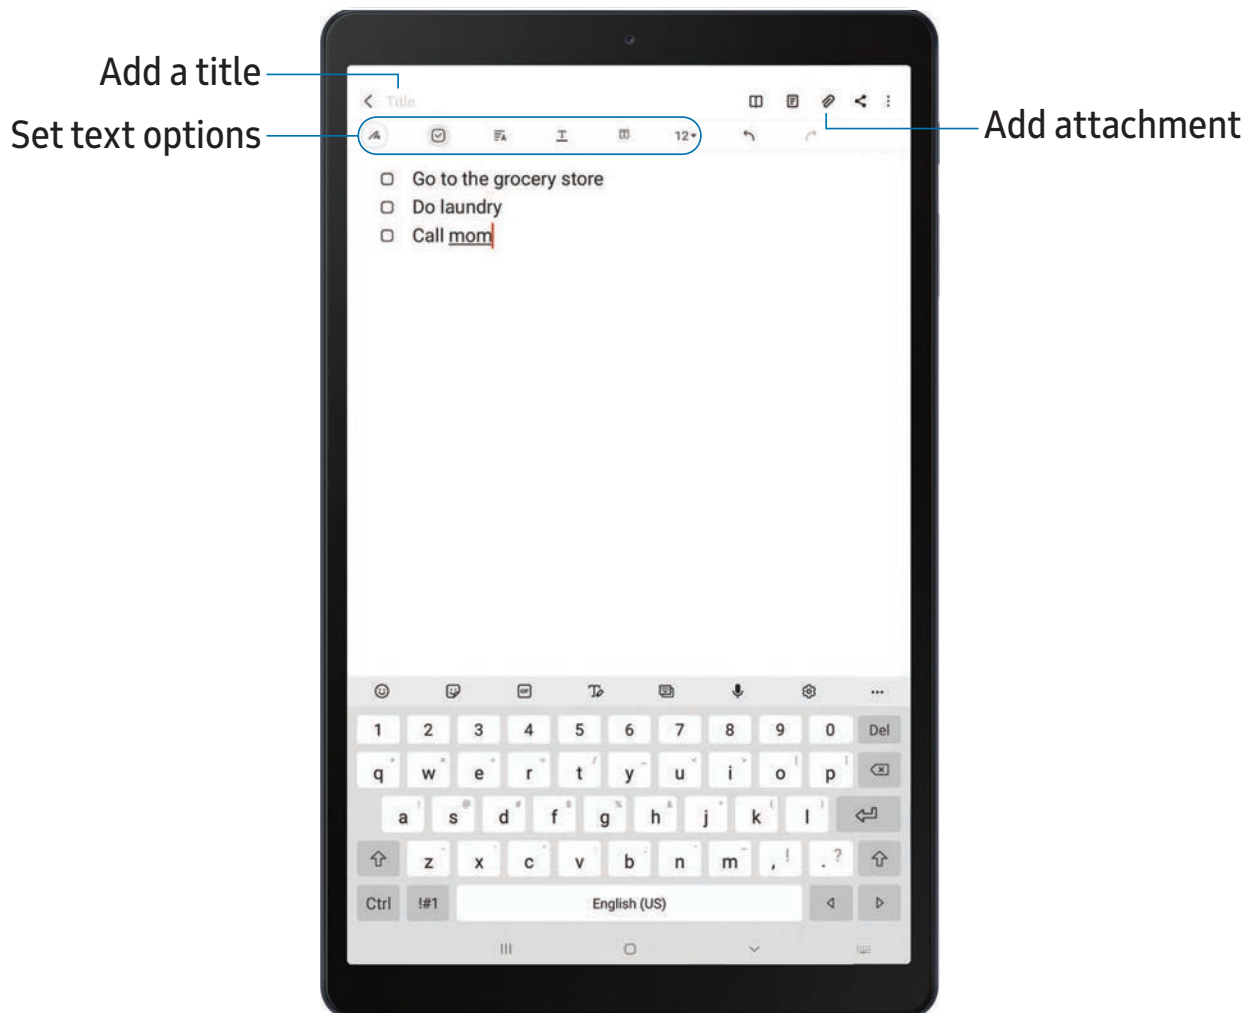 Add a title
Title
Set text options
Add attachment
12
Go to the grocery store
Do laundry
Call mom
GIF
1 2 3 4 5 6 7 8 9 0 Del
q w e r t y u i o p
a s d f g h j k l
z x c v b n m , ! . ?
Ctrl !#1 English (US)